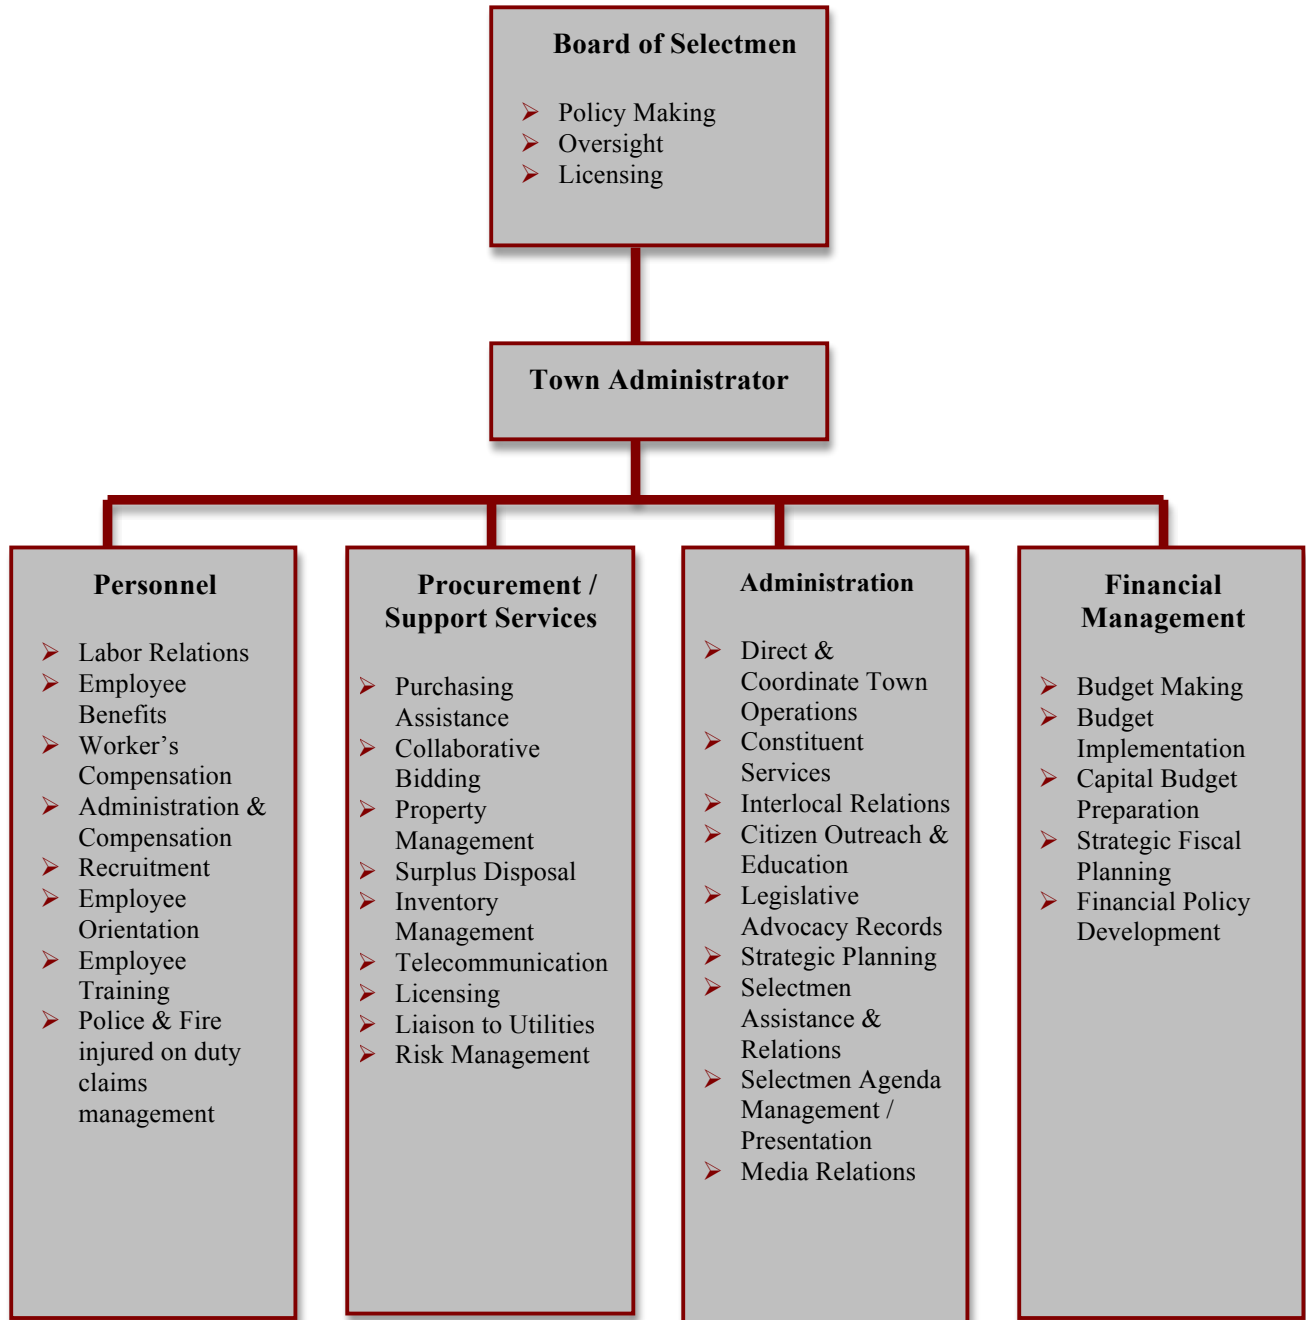 Board of Selectmen
➢ Policy Making
➢ Oversight
➢ Licensing
Town Administrator
Personnel
➢ Labor Relations
➢ Employee
Benefits
➢ Worker’s
Compensation
➢ Administration &
Compensation
➢ Recruitment
➢ Employee
Orientation
➢ Employee
Training
➢ Police & Fire
injured on duty
claims
management
Procurement /
Support Services
➢ Purchasing
Assistance
➢ Collaborative
Bidding
➢ Property
Management
➢ Surplus Disposal
➢ Inventory
Management
➢ Telecommunication
➢ Licensing
➢ Liaison to Utilities
➢ Risk Management
Administration
➢ Direct &
Coordinate Town
Operations
➢ Constituent
Services
➢ Interlocal Relations
➢ Citizen Outreach &
Education
➢ Legislative
Advocacy Records
➢ Strategic Planning
➢ Selectmen
Assistance &
Relations
➢ Selectmen Agenda
Management /
Presentation
➢ Media Relations
Financial
Management
➢ Budget Making
➢ Budget
Implementation
➢ Capital Budget
Preparation
➢ Strategic Fiscal
Planning
➢ Financial Policy
Development